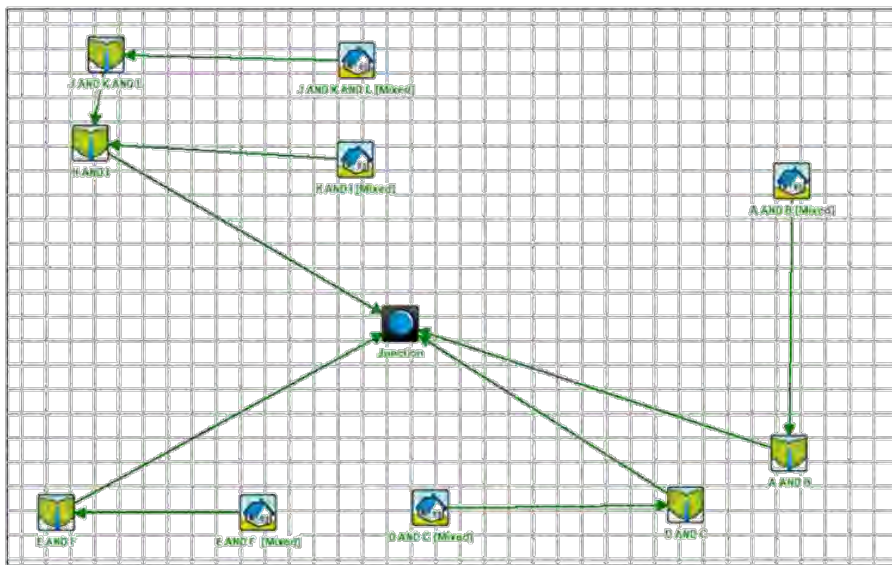 J AND K AND L
J AND K AND L [Mixed]
H AND I
H AND I [Mixed]
A AND B [Mixed]
Junction
A AND B
E AND F
E AND F [Mixed]
D AND [Mixed]
D AND